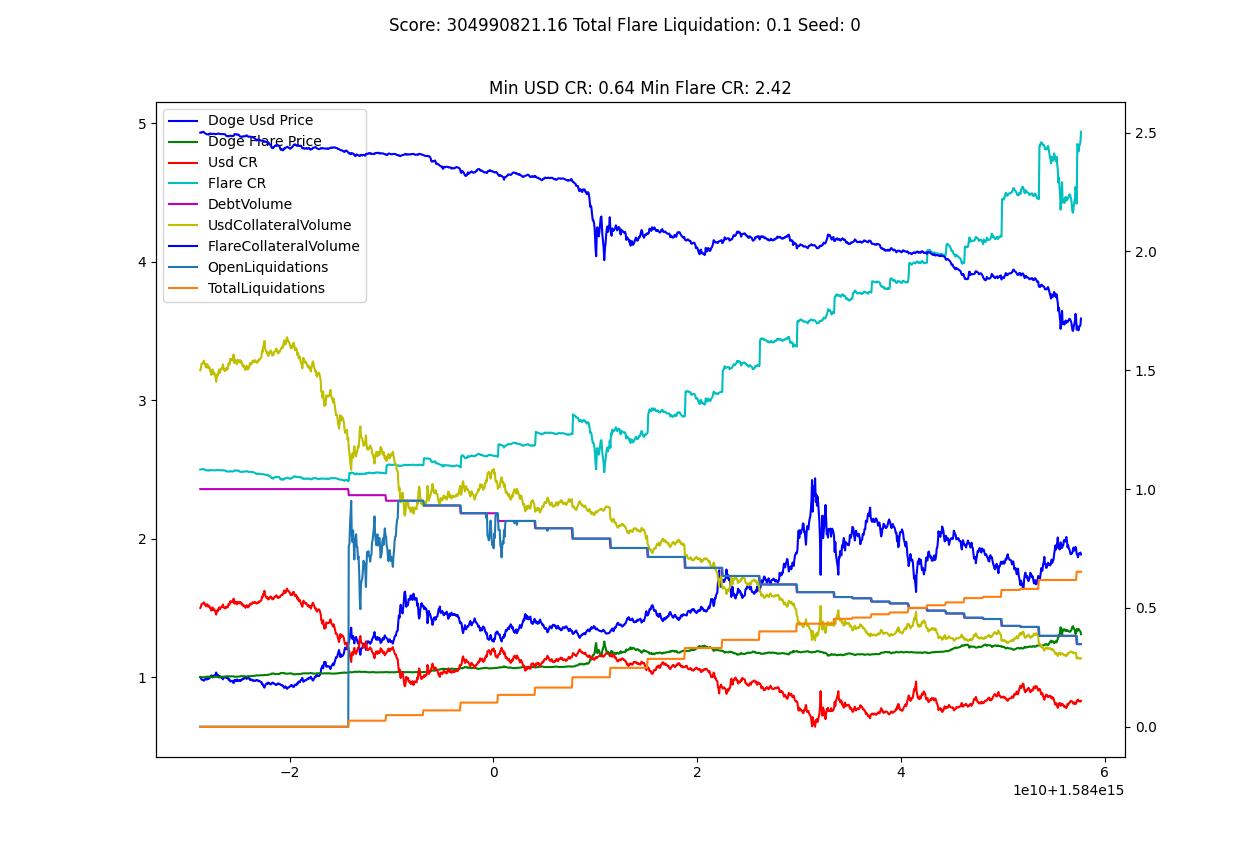 Score: 304990821.16 Total Flare Liquidation: 0.1 Seed: 0
Min USD CR: 0.64 Min Flare CR: 2.42
Doge Usd Price
Doge Flare Price
Usd CR
Flare CR
DebtVolume
UsdCollateralVolume
FlareCollateralVolume
OpenLiquidations
TotalLiquidations
5
4
3
2
1
2.5
2.0
1.5
1.0
0.5
0.0
−2 0 2 4 6
1e10+1.584e15